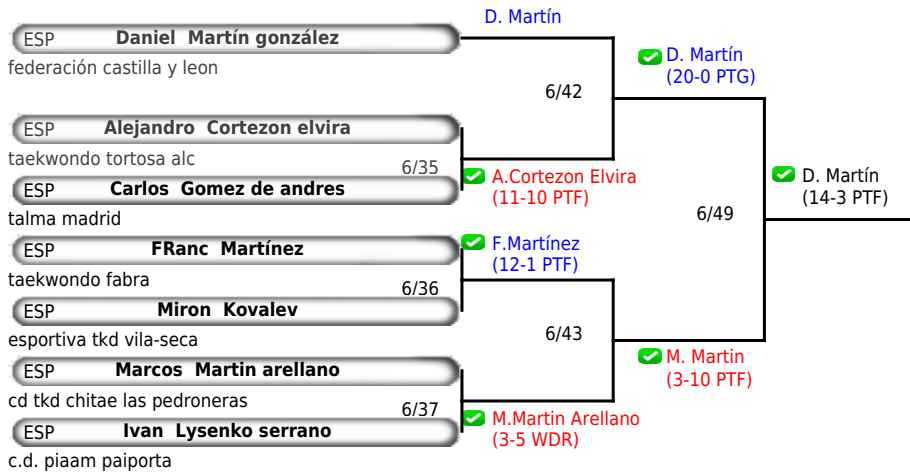 D. Martín
ESP Daniel Martín gonzález
federación castilla y leon
D. Martín
(20-0 PTG)
6/42
ESP Alejandro Cortezon elvira
taekwondo tortosa alc
6/35
A.Cortezon Elvira
(11-10 PTF)
ESP Carlos Gomez de andres
talma madrid
D. Martín
(14-3 PTF)
6/49
ESP FRanc Martínez
taekwondo fabra
F.Martínez
(12-1 PTF)
6/36
ESP Miron Kovalev
esportiva tkd vila-seca
6/43
ESP Marcos Martin arellano
cd tkd chitae las pedroneras
M. Martin
(3-10 PTF)
6/37
M.Martin Arellano
(3-5 WDR)
ESP Ivan Lysenko serrano
c.d. piaam paiporta